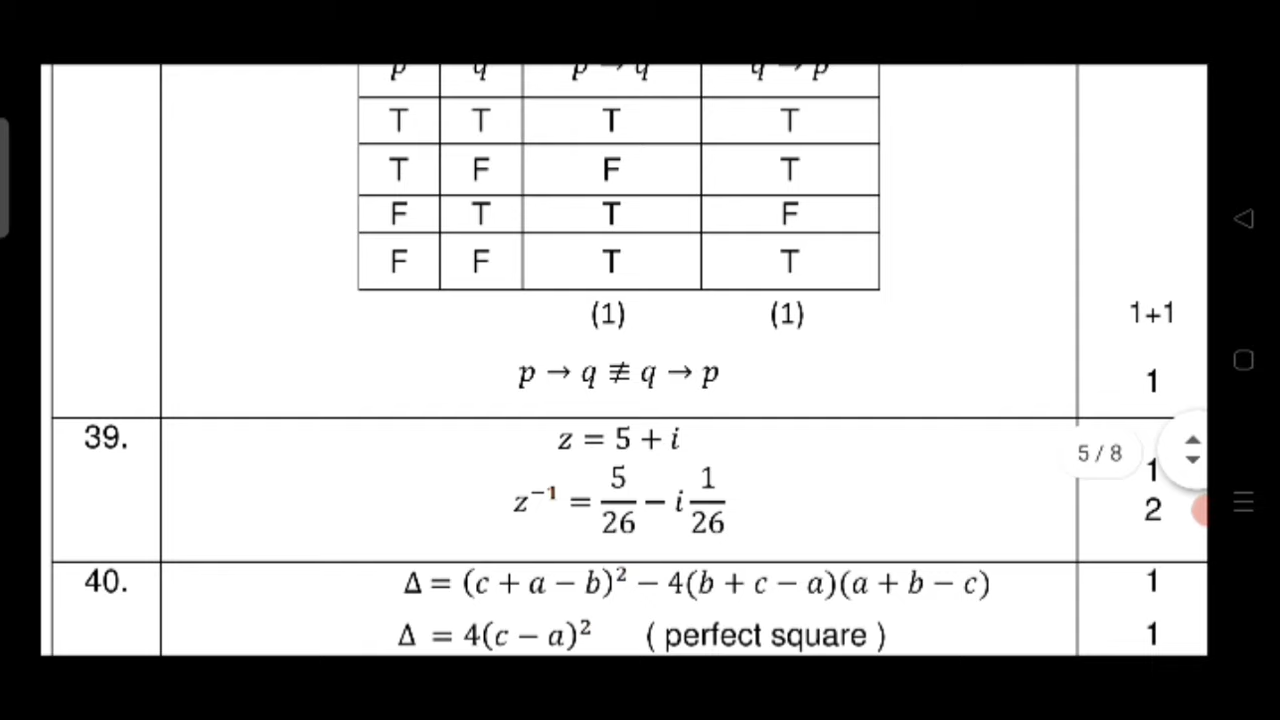 p q p → q q → p
T T T T
T F F T
F T T F
F F T T
(1) (1) 1+1
p → q ≢ q → p 1
39. z = 5 + i 1
z⁻¹ = 5/26 − i 1/26 2
5 / 8
40. Δ = (c + a − b)² − 4(b + c − a)(a + b − c) 1
Δ = 4(c − a)² ( perfect square ) 1